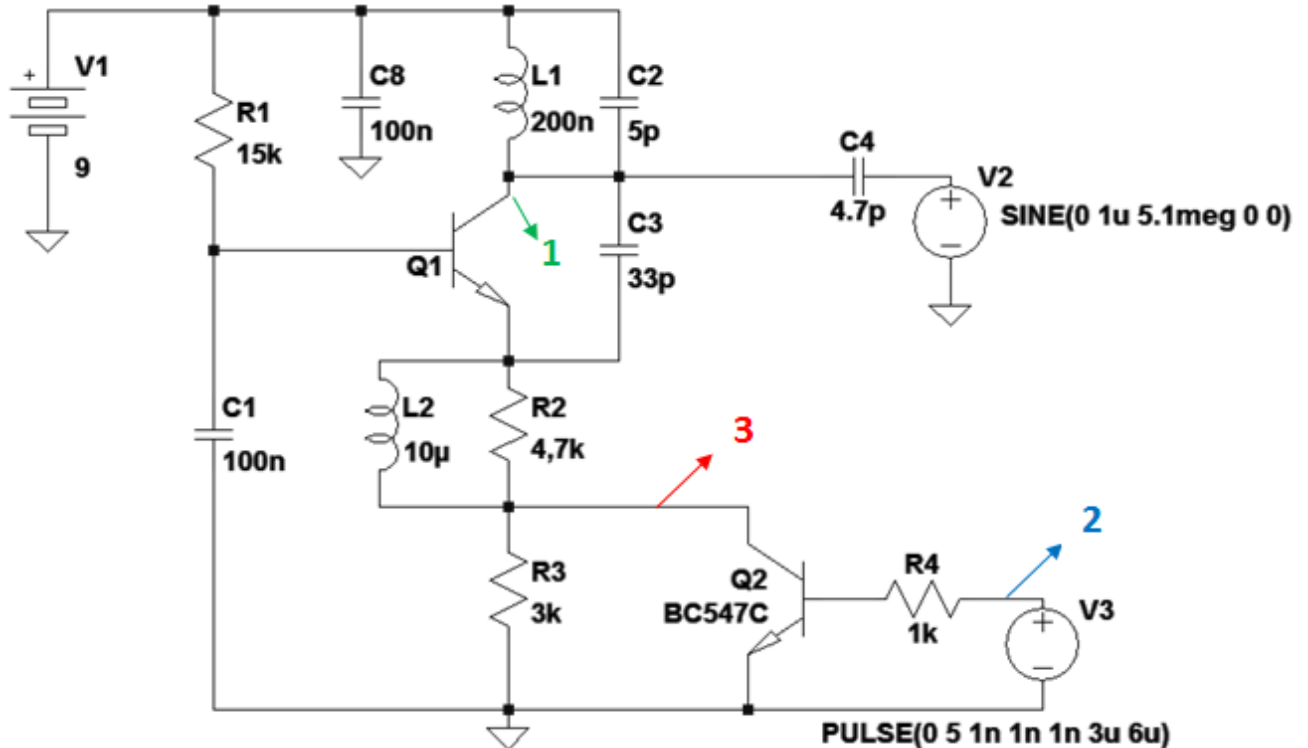 V1
+
9
R1
15k
C8
100n
L1
200n
C2
5p
C4
4.7p
V2
+
−
SINE(0 1u 5.1meg 0 0)
1
Q1
C3
33p
C1
100n
L2
10µ
R2
4,7k
3
R3
3k
Q2
BC547C
R4
1k
2
V3
+
−
PULSE(0 5 1n 1n 1n 3u 6u)